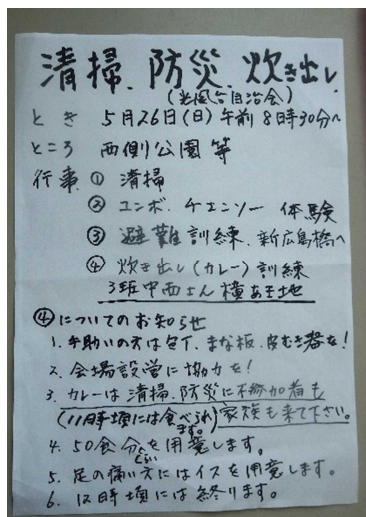 清掃、防災、炊き出し
(光風台自治会)
とき 5月26日(日)午前8時30分〜
ところ 西側公園 等
行事 ① 清掃
② ユンボ、チェンソー 体験
③ 避難訓練、新広島橋へ
④ 炊き出し(カレー)訓練
3班中西さん横あき地
④についてのお知らせ
1. 手助いの方は包丁、まな板、皮むき者を!
2. 会場設営に協力を!
3. カレーは清掃、防災に不参加者も
(11時頃には食べられます。)家族も来て下さい。
4. 50食分ぐらいを用意します。
5. 足の痛い方にはイスを用意します。
6. 12時頃には終ります。